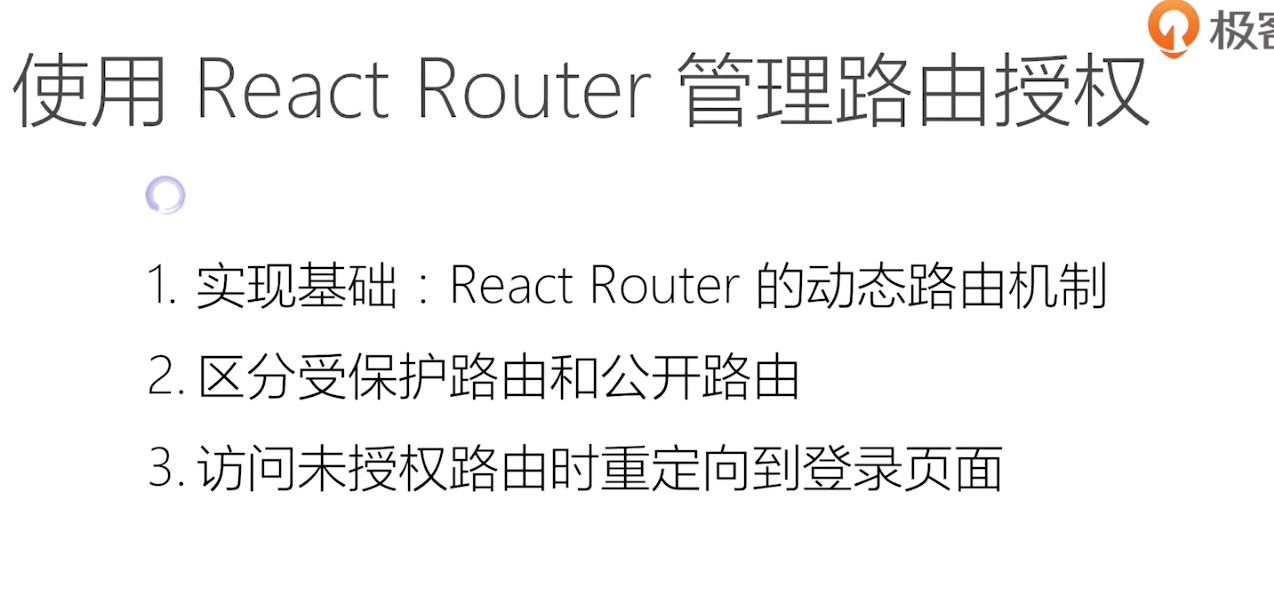 极
使用 React Router 管理路由授权
1. 实现基础：React Router 的动态路由机制
2. 区分受保护路由和公开路由
3. 访问未授权路由时重定向到登录页面